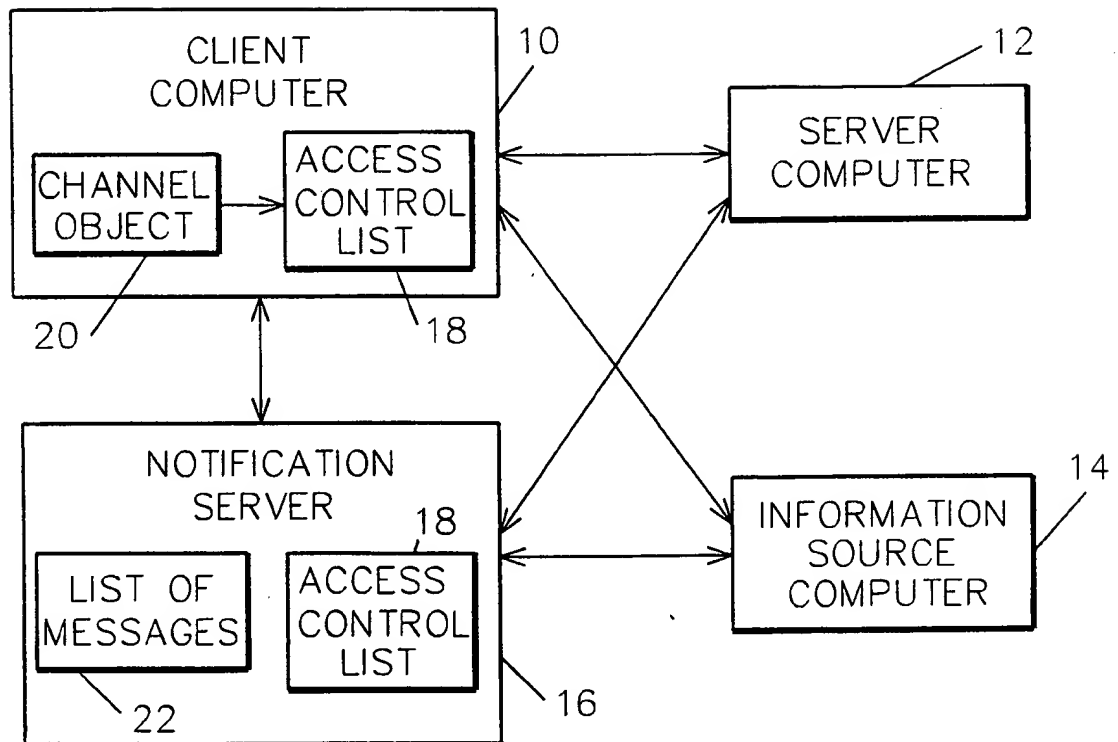 CLIENT
COMPUTER
10
CHANNEL
OBJECT
ACCESS
CONTROL
LIST
20
18
12
SERVER
COMPUTER
NOTIFICATION
SERVER
18
LIST OF
MESSAGES
ACCESS
CONTROL
LIST
22
16
14
INFORMATION
SOURCE
COMPUTER